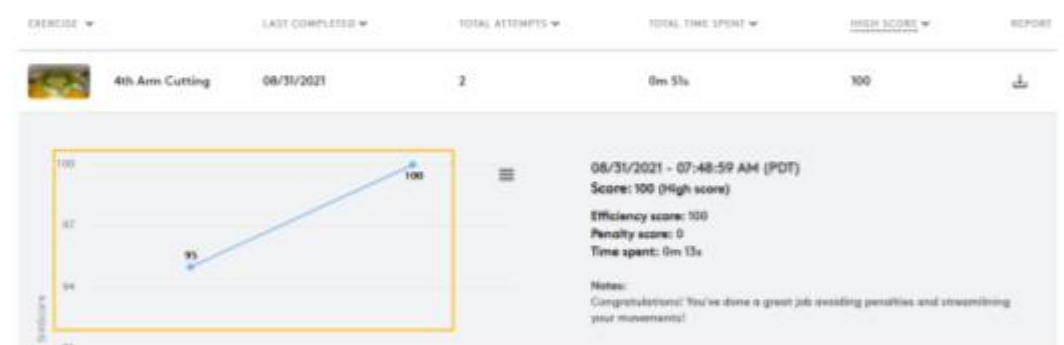 EXERCISE
LAST COMPLETED
TOTAL ATTEMPTS
TOTAL TIME SPENT
HIGH SCORE
REPORT
4th Arm Cutting
08/31/2021
2
0m 51s
100
100
100
97
95
94
08/31/2021 - 07:48:59 AM (PDT)
Score: 100 (High score)
Efficiency score: 100
Penalty score: 0
Time spent: 0m 13s
Notes:
Congratulations! You've done a great job avoiding penalties and streamlining
your movements!